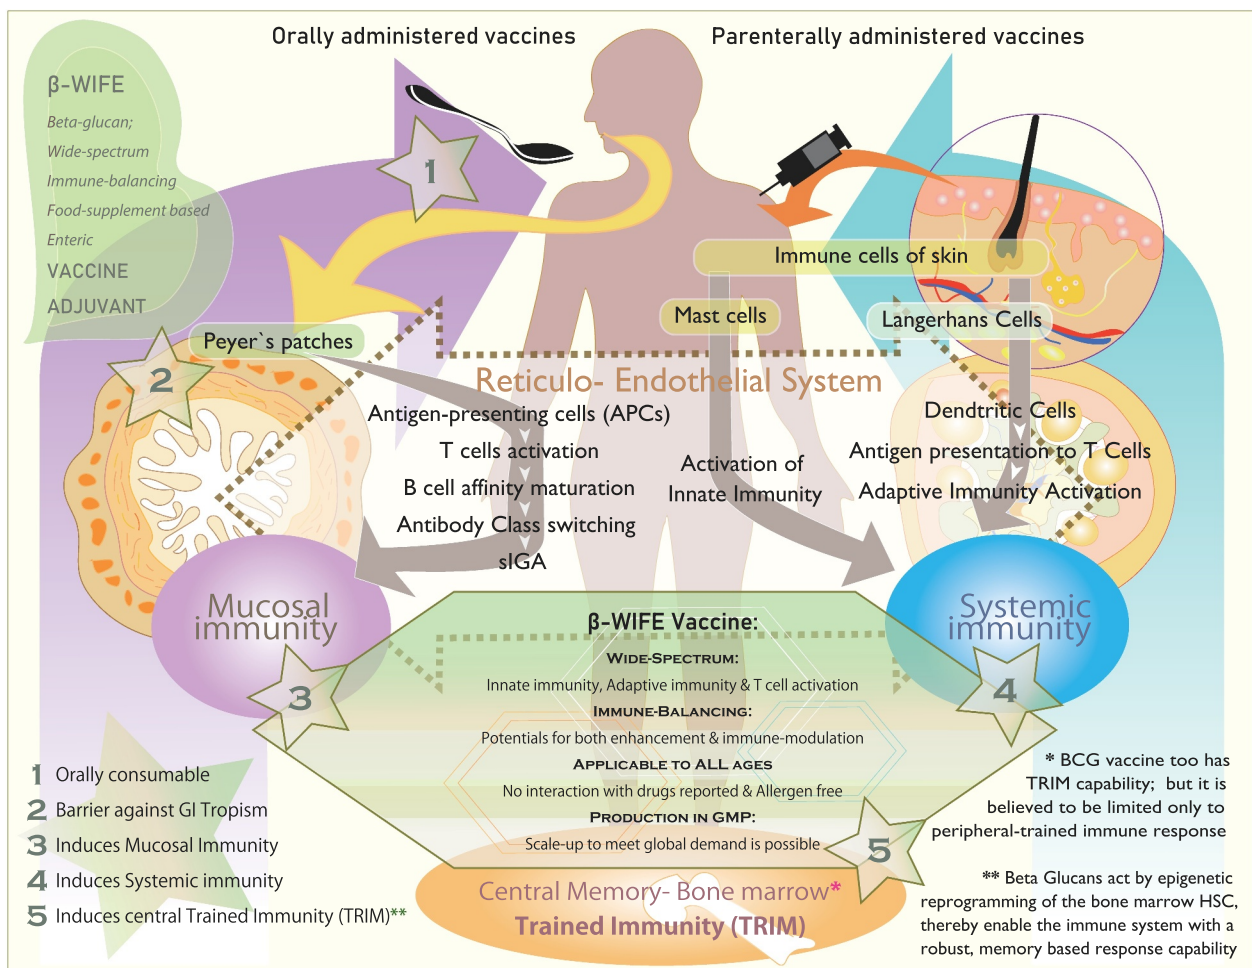 Orally administered vaccines
Parenterally administered vaccines
β-WIFE
Beta-glucan;
Wide-spectrum
Immune-balancing
Food-supplement based
Enteric
VACCINE
ADJUVANT
1
Immune cells of skin
Mast cells
Langerhans Cells
2
Peyer`s patches
Reticulo- Endothelial System
Antigen-presenting cells (APCs)
T cells activation
B cell affinity maturation
Antibody Class switching
sIGA
Activation of
Innate Immunity
Dendtritic Cells
Antigen presentation to T Cells
Adaptive Immunity Activation
Mucosal
immunity
Systemic
immunity
3
4
β-WIFE Vaccine:
Wide-Spectrum:
Innate immunity, Adaptive immunity & T cell activation
Immune-Balancing:
Potentials for both enhancement & immune-modulation
Applicable to ALL ages
No interaction with drugs reported & Allergen free
Production in GMP:
Scale-up to meet global demand is possible
5
Central Memory- Bone marrow*
Trained Immunity (TRIM)
1 Orally consumable
2 Barrier against GI Tropism
3 Induces Mucosal Immunity
4 Induces Systemic immunity
5 Induces central Trained Immunity (TRIM)**
* BCG vaccine too has
TRIM capability; but it is
believed to be limited only to
peripheral-trained immune response
** Beta Glucans act by epigenetic
reprogramming of the bone marrow HSC,
thereby enable the immune system with a
robust, memory based response capability